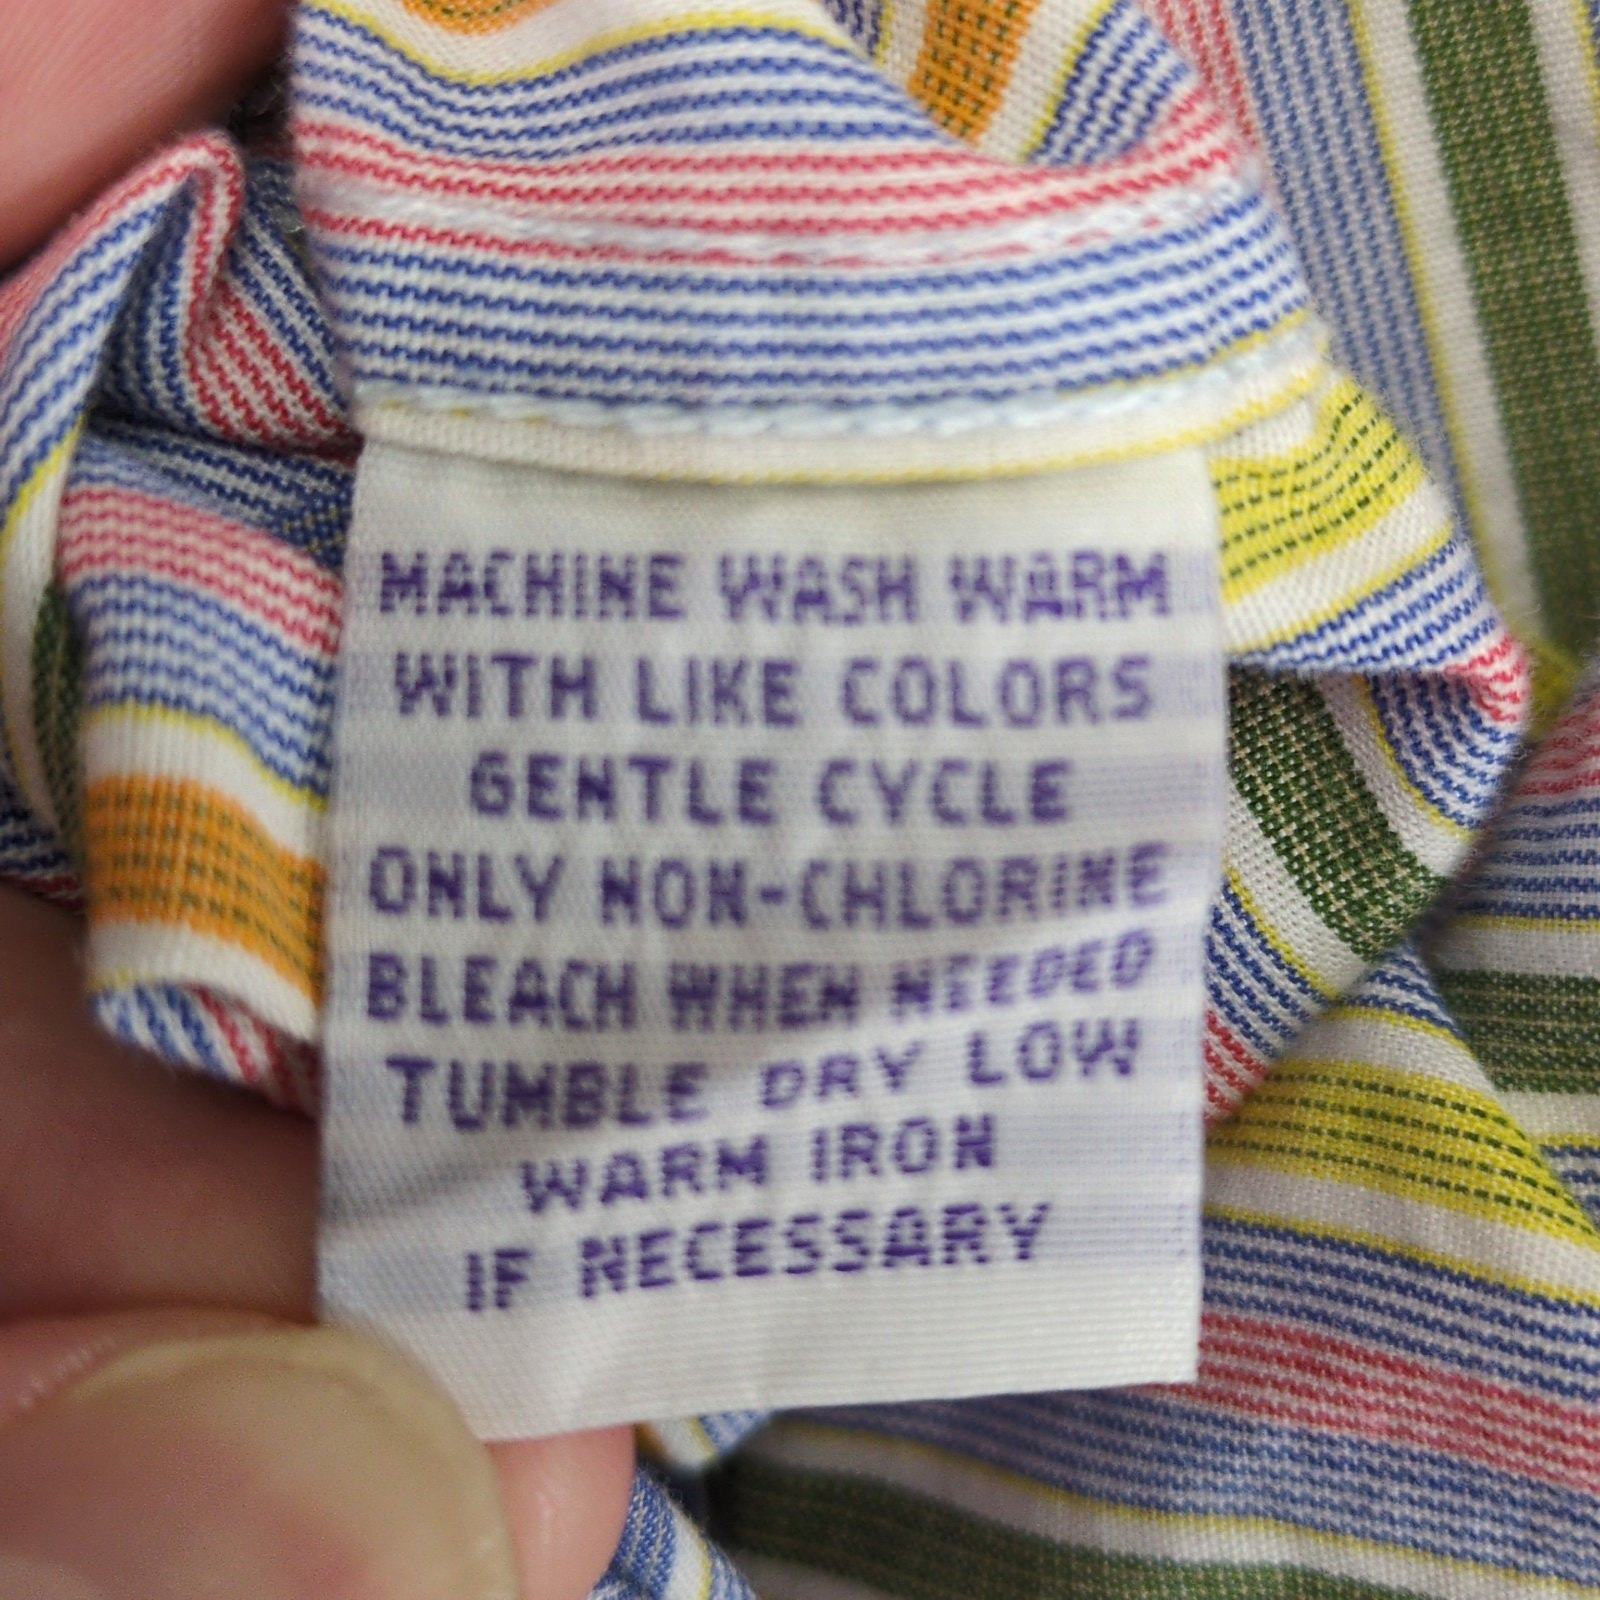 MACHINE WASH WARM
WITH LIKE COLORS
GENTLE CYCLE
ONLY NON-CHLORINE
BLEACH WHEN NEEDED
TUMBLE DRY LOW
WARM IRON
IF NECESSARY